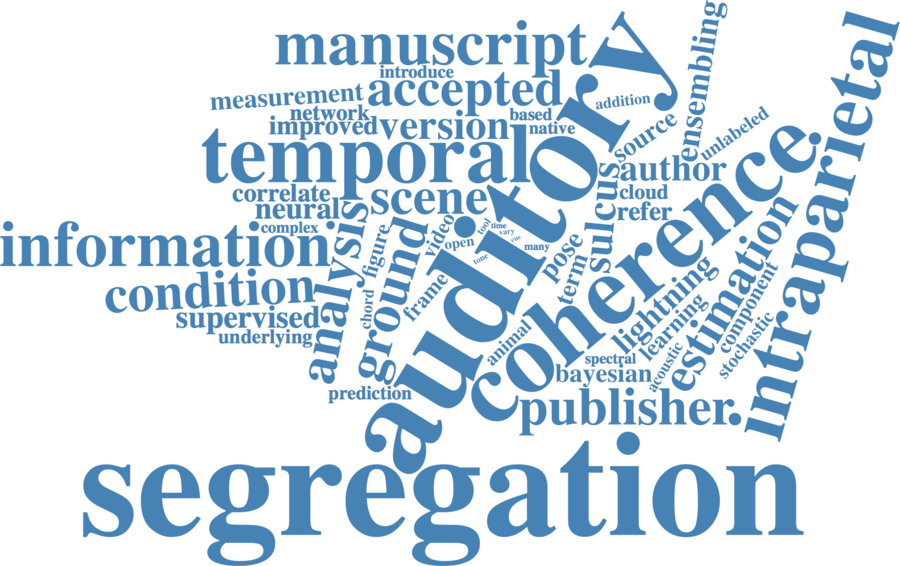 manuscript
introduce
measurement
accepted
network
based
improved
version
native
temporal
correlate
scene
neural
complex
information
condition
supervised
underlying
analysis
figure
chord
ground
prediction
video
frame
open
tool
time
vary
cue
tone
many
auditory
addition
source
ensembling
unlabeled
author
sulcus
cloud
refer
pose
term
coherence
intraparietal
animal
lightning
learning
estimation
component
stochastic
spectral
acoustic
bayesian
publisher.
segregation